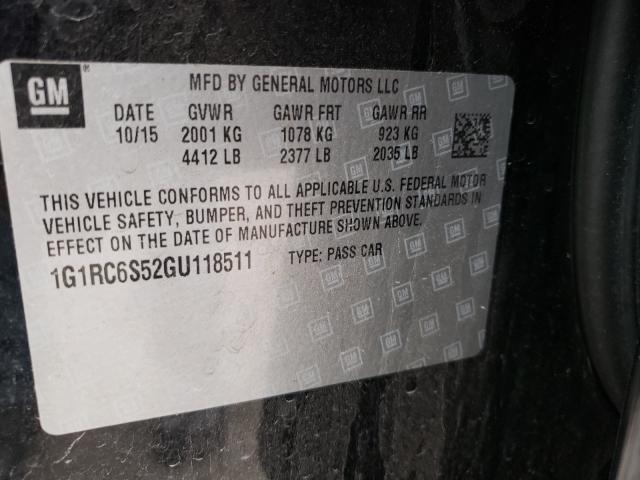 GM ®
MFD BY GENERAL MOTORS LLC
DATE GVWR GAWR FRT GAWR RR
10/15 2001 KG 1078 KG 923 KG
4412 LB 2377 LB 2035 LB
THIS VEHICLE CONFORMS TO ALL APPLICABLE U.S. FEDERAL MOTOR
VEHICLE SAFETY, BUMPER, AND THEFT PREVENTION STANDARDS IN
EFFECT ON THE DATE OF MANUFACTURE SHOWN ABOVE.
1G1RC6S52GU118511 TYPE: PASS CAR